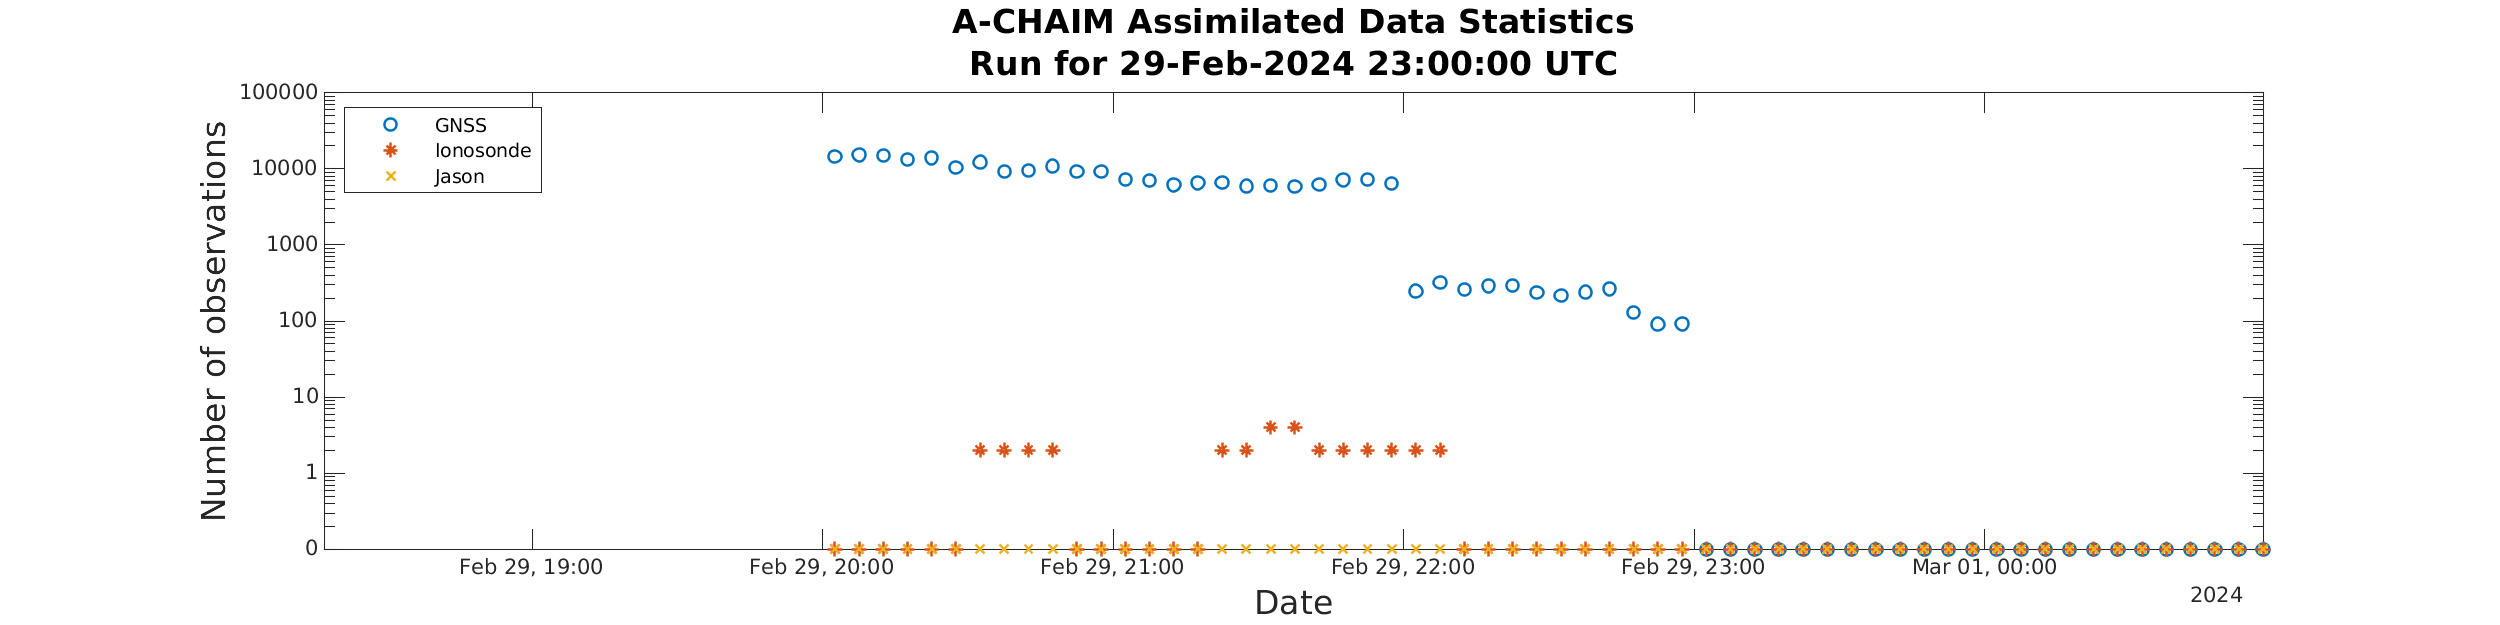 A-CHAIM Assimilated Data Statistics
Run for 29-Feb-2024 23:00:00 UTC
Number of observations
100000
10000
1000
100
10
1
0
GNSS
Ionosonde
Jason
Feb 29, 19:00
Feb 29, 20:00
Feb 29, 21:00
Feb 29, 22:00
Feb 29, 23:00
Mar 01, 00:00
2024
Date